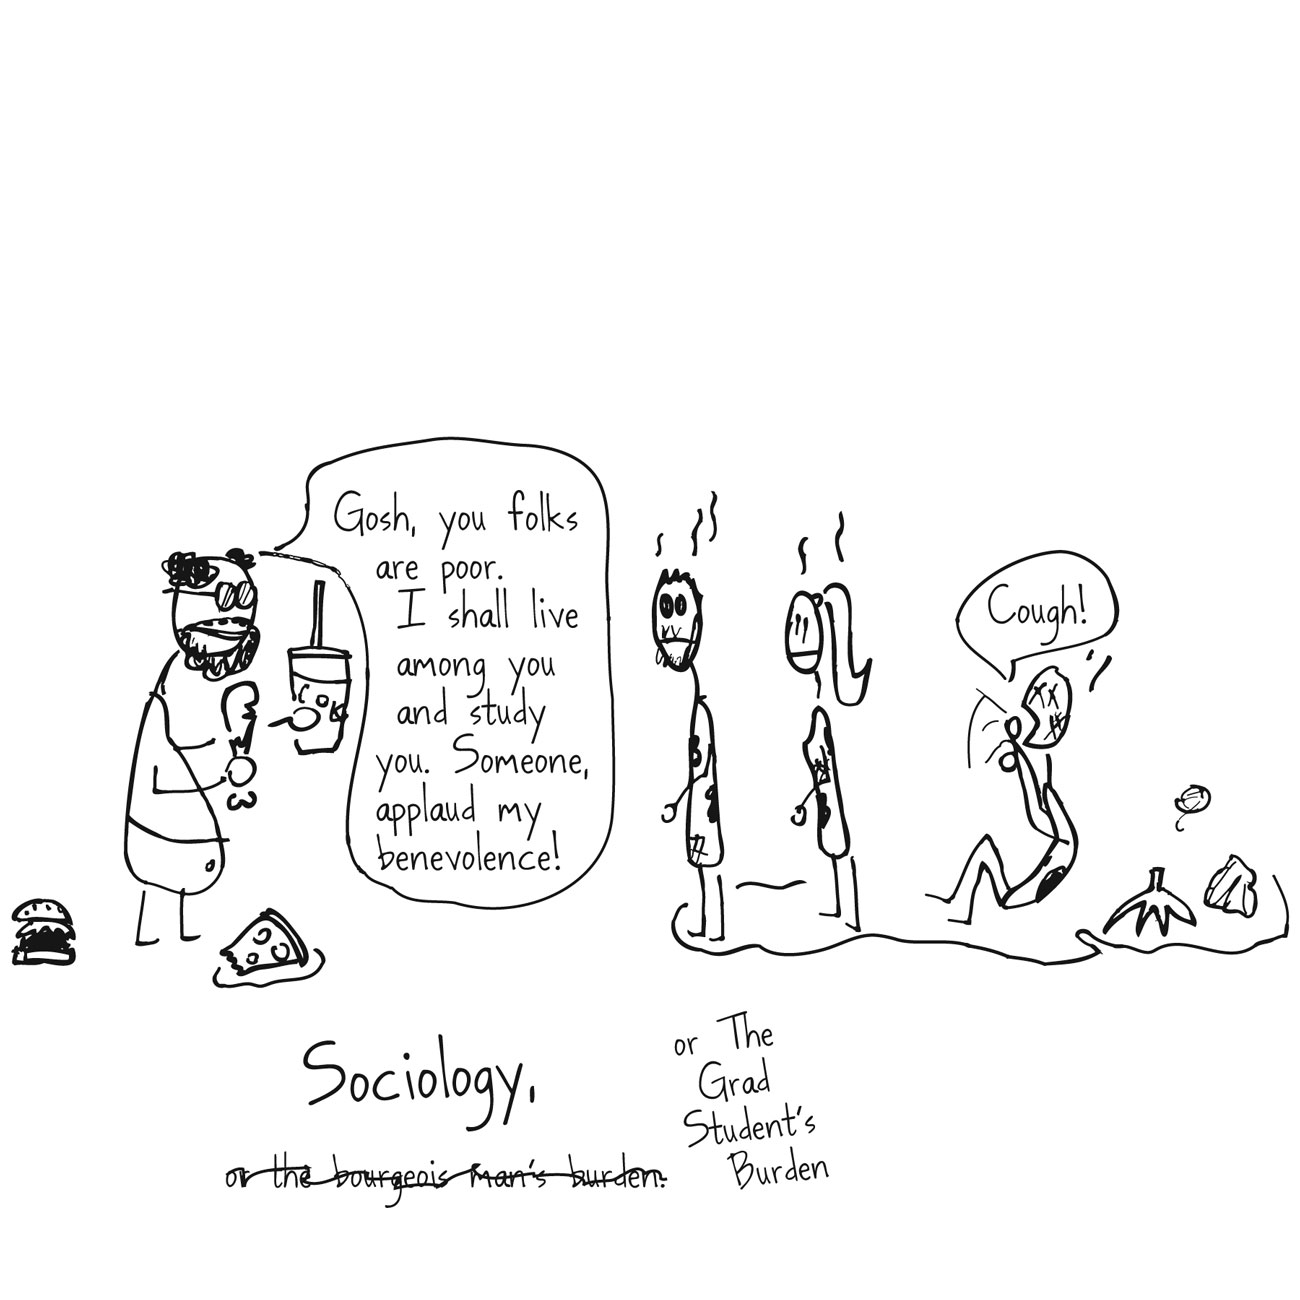 Gosh, you folks
are poor.
I shall live
among you
and study
you. Someone,
applaud my
benevolence!
Cough!
COK
Sociology,
or the bourgeois man's burden.
or The
Grad
Student's
Burden